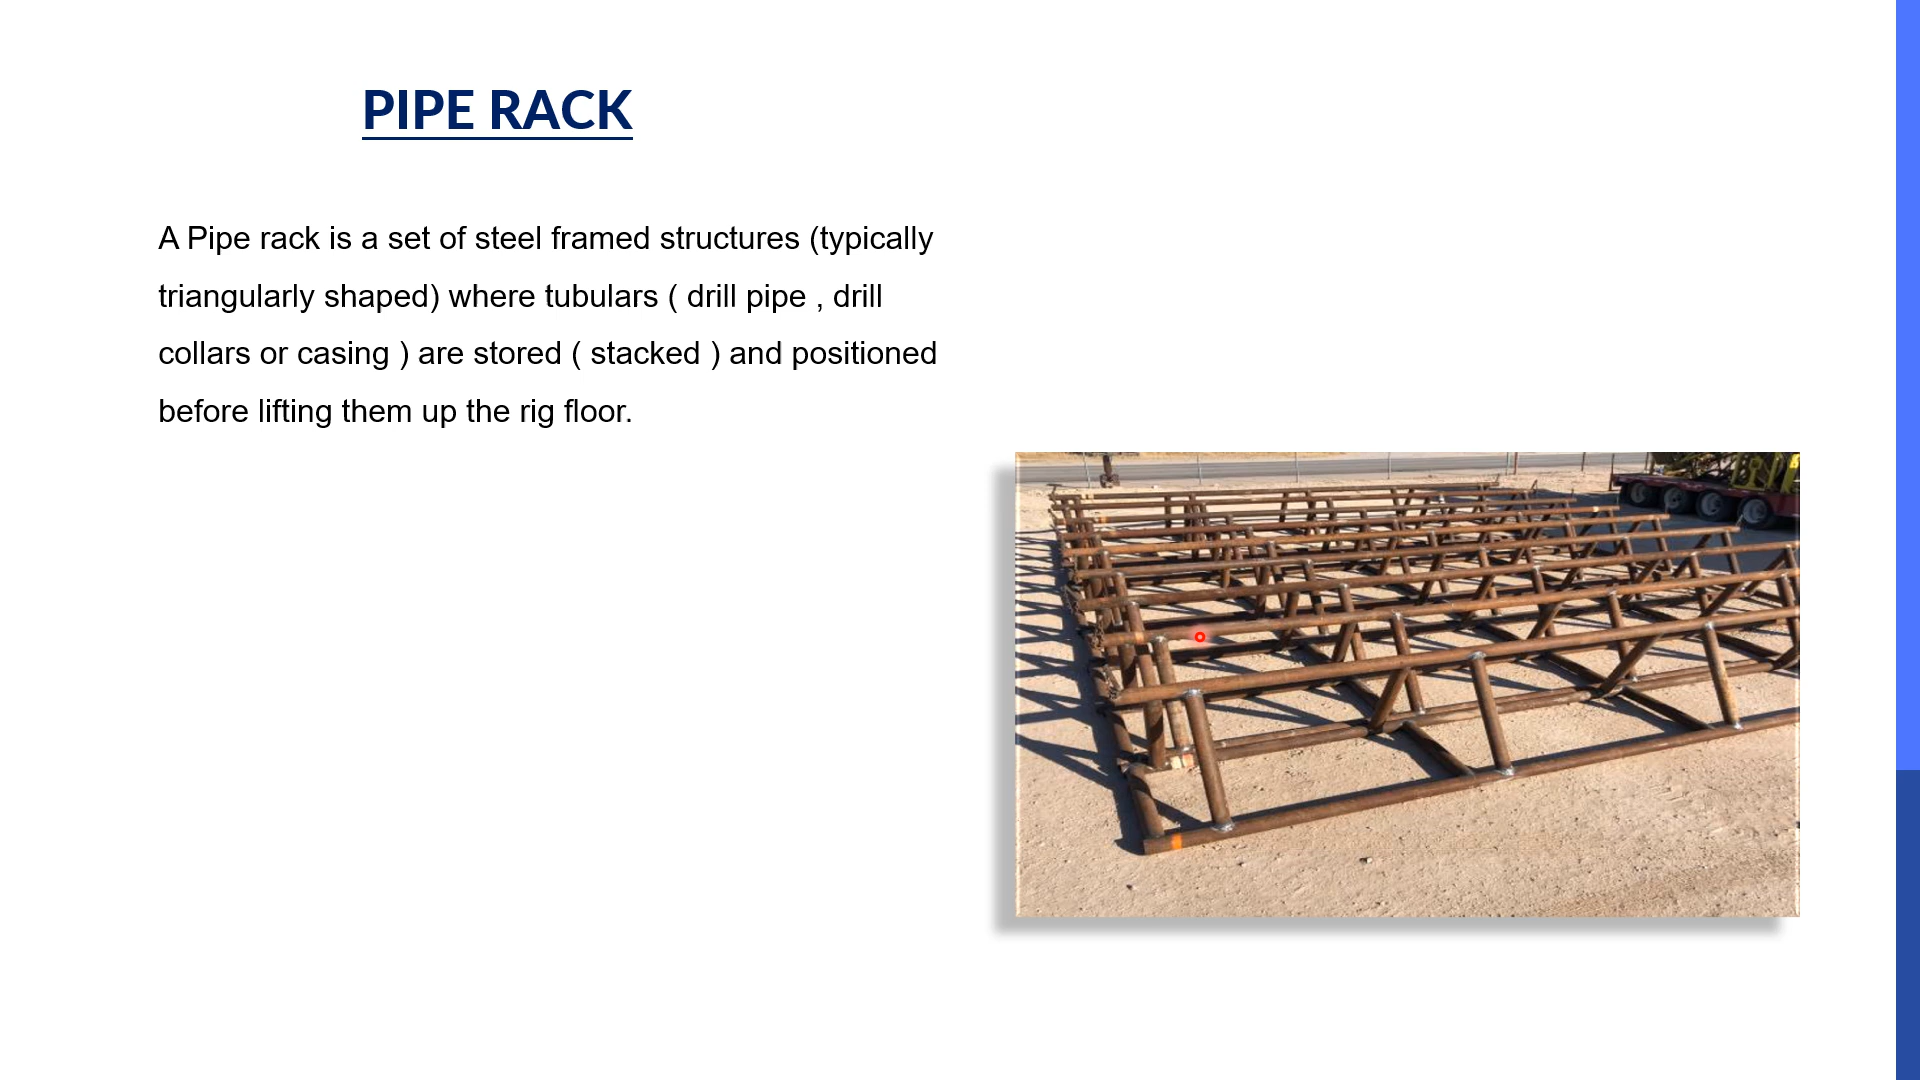 PIPE RACK
A Pipe rack is a set of steel framed structures (typically
triangularly shaped) where tubulars ( drill pipe , drill
collars or casing ) are stored ( stacked ) and positioned
before lifting them up the rig floor.